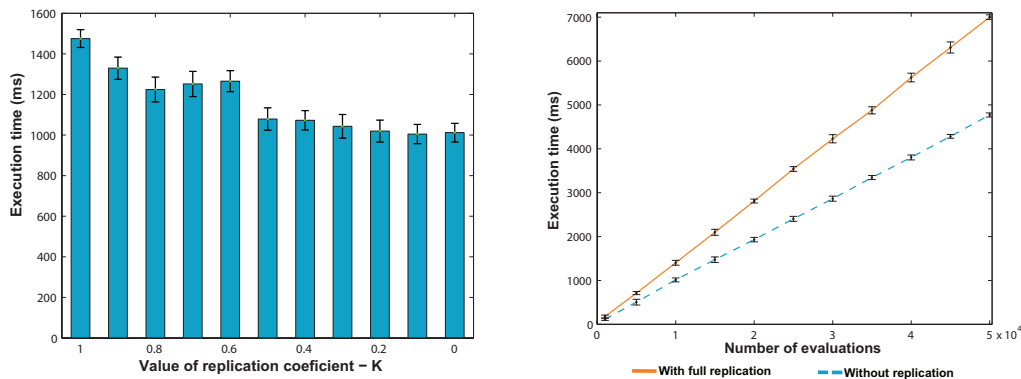 Execution time (ms)
1600
1400
1200
1000
800
600
400
200
0
1 0.8 0.6 0.4 0.2 0
Value of replication coeficient – K
Execution time (ms)
7000
6000
5000
4000
3000
2000
1000
0
1 2 3 4 5 x 10^4
Number of evaluations
With full replication Without replication